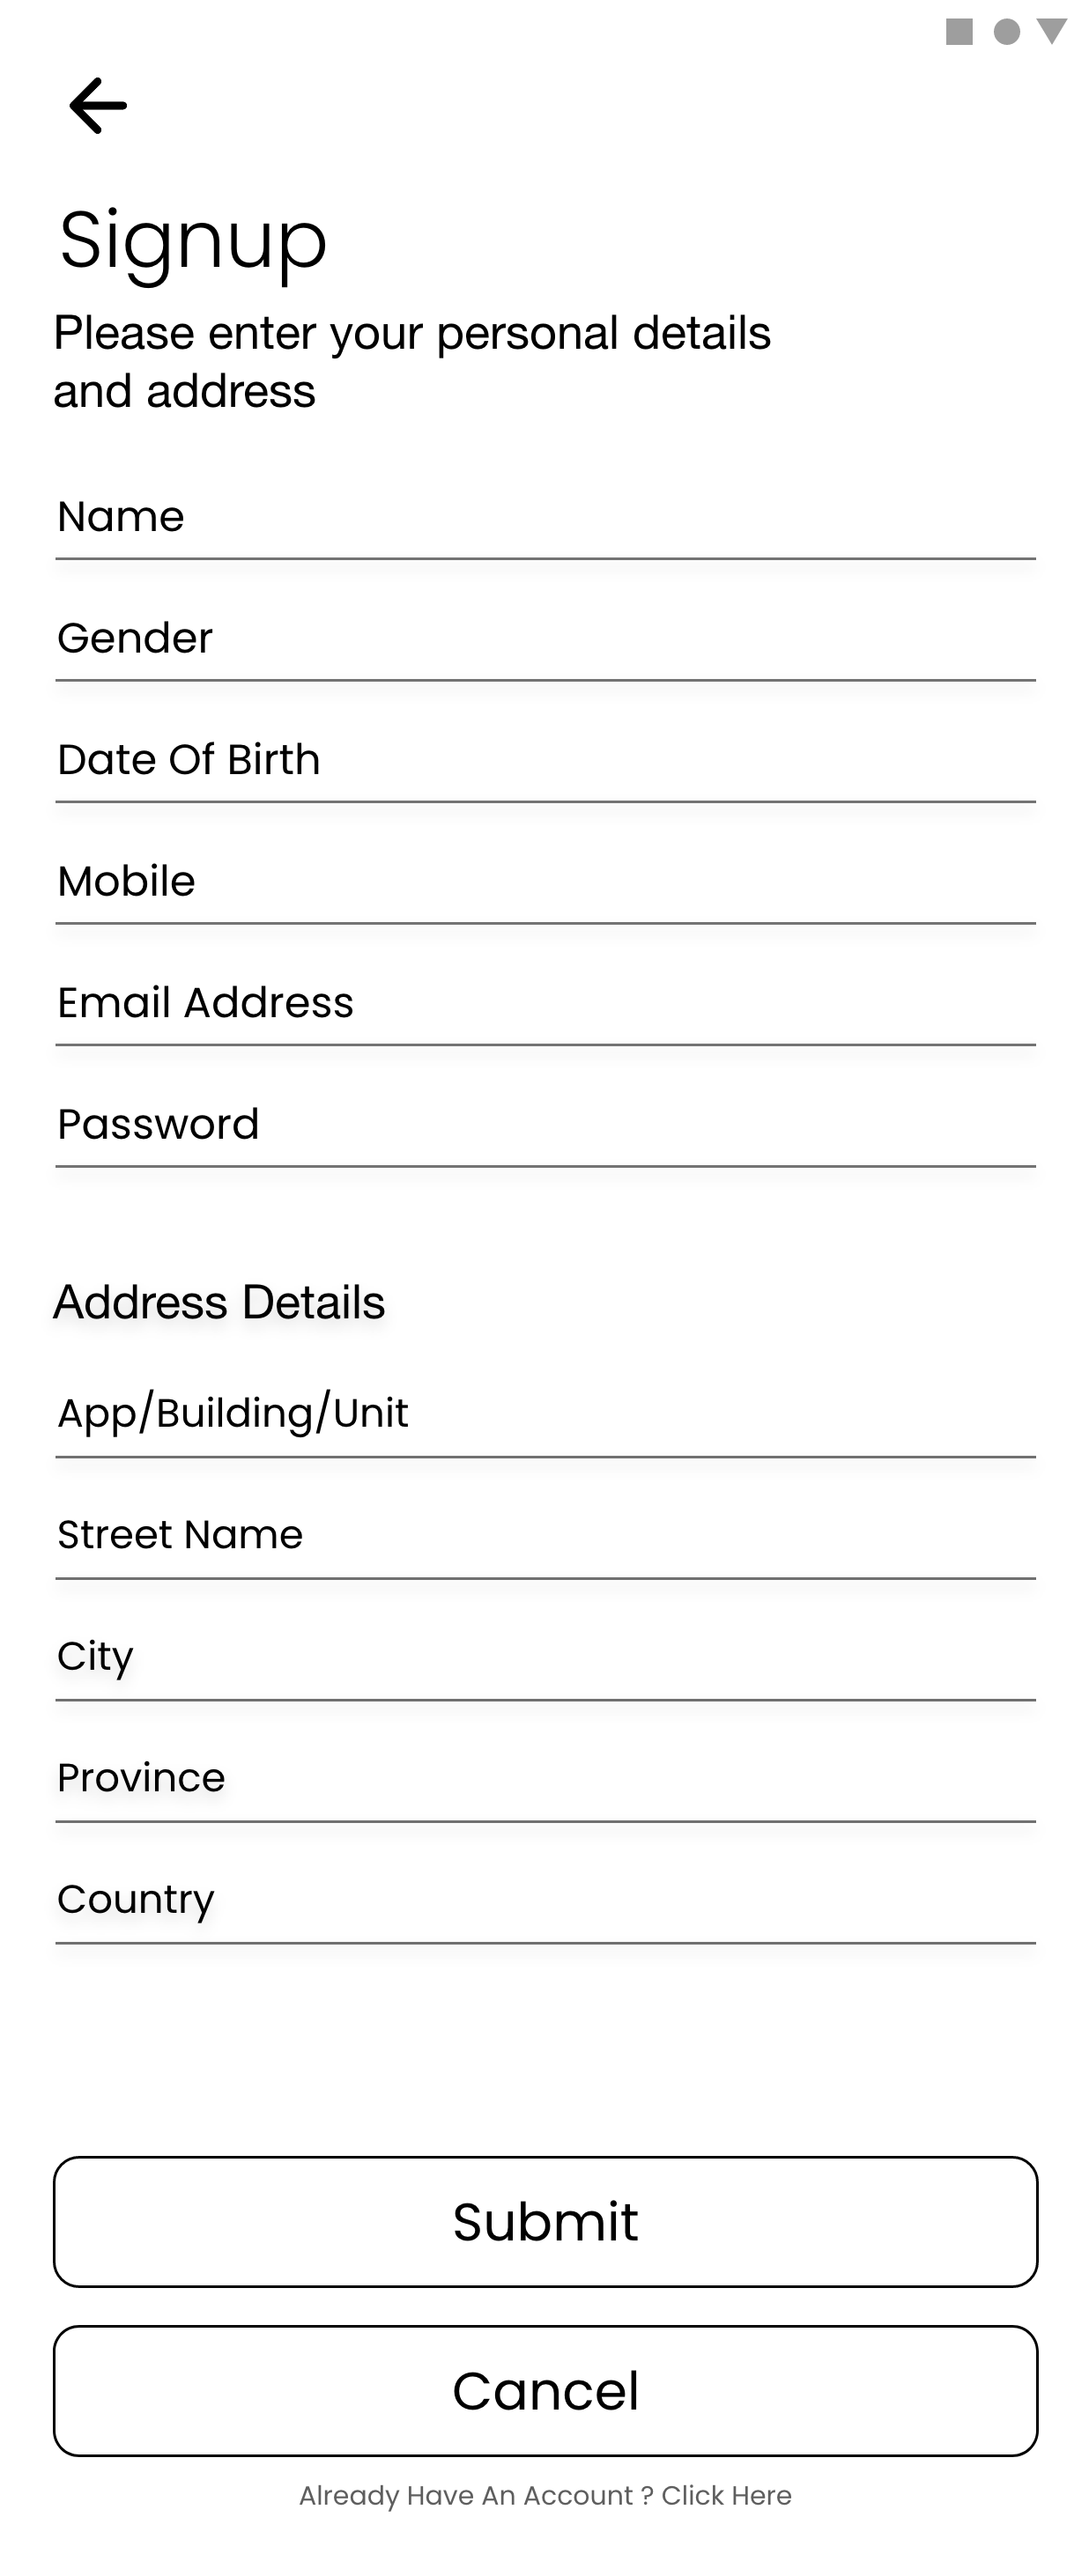 Signup
Please enter your personal details
and address
Name
Gender
Date Of Birth
Mobile
Email Address
Password
Address Details
App/Building/Unit
Street Name
City
Province
Country
Submit
Cancel
Already Have An Account ? Click Here